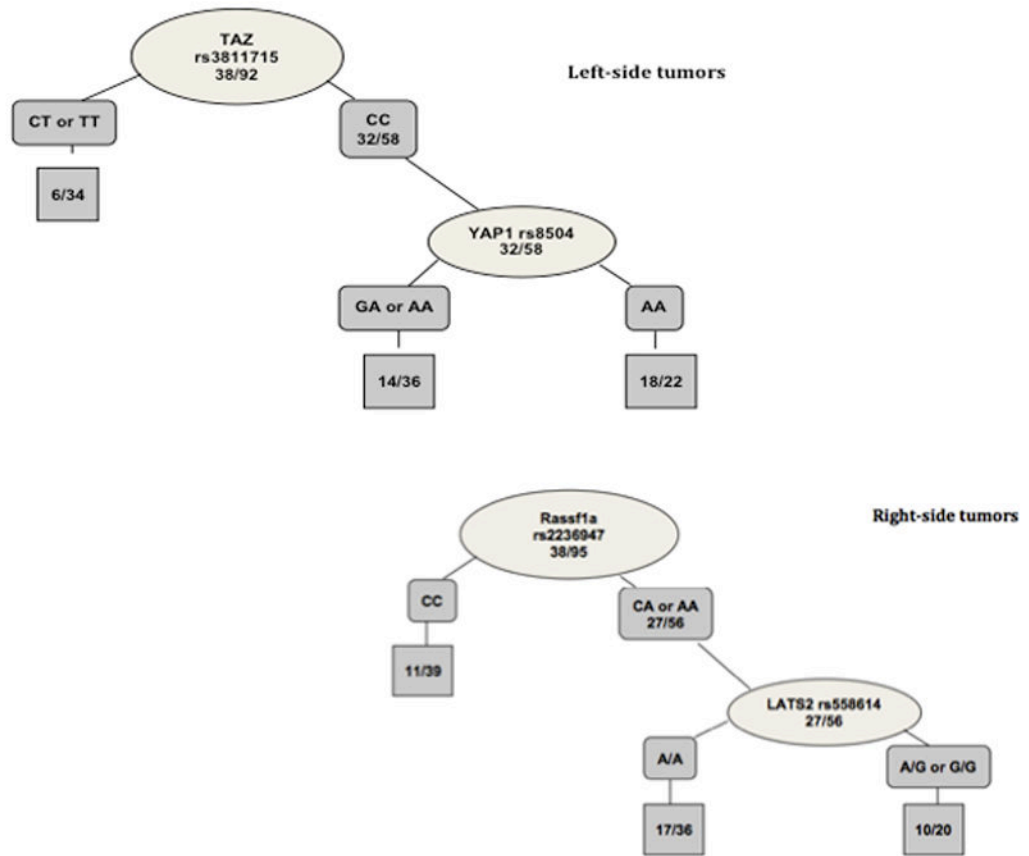 TAZ
rs3811715
38/92
Left-side tumors
CT or TT
CC
32/58
6/34
YAP1 rs8504
32/58
GA or AA
AA
14/36
18/22
Rassf1a
rs2236947
38/95
Right-side tumors
CC
CA or AA
27/56
11/39
LATS2 rs558614
27/56
A/A
A/G or G/G
17/36
10/20